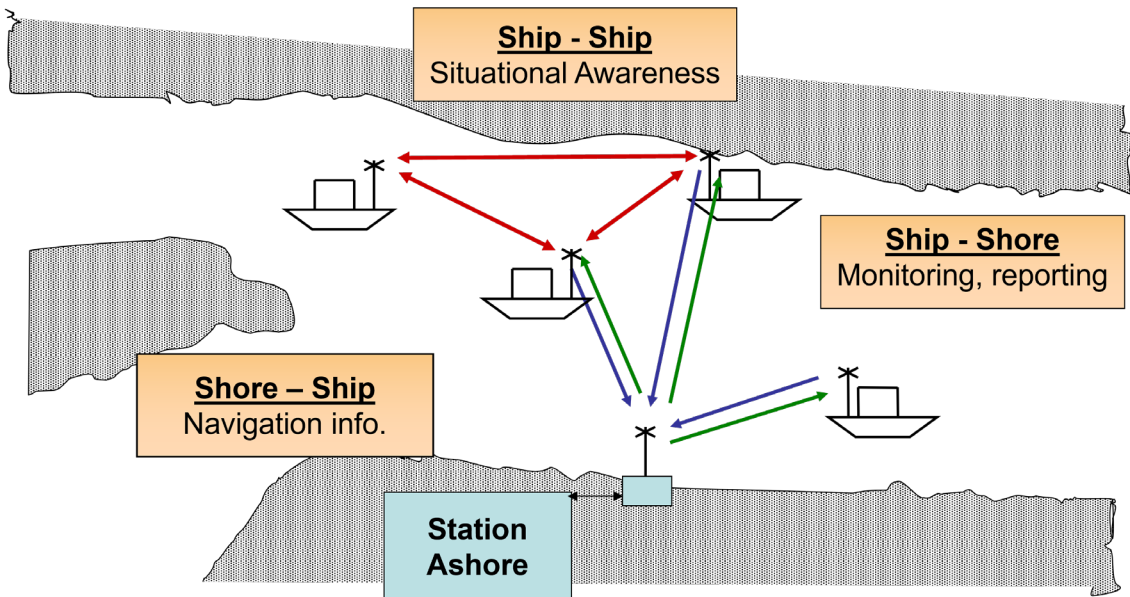 Ship - Ship
Situational Awareness
Ship - Shore
Monitoring, reporting
Shore – Ship
Navigation info.
Station
Ashore